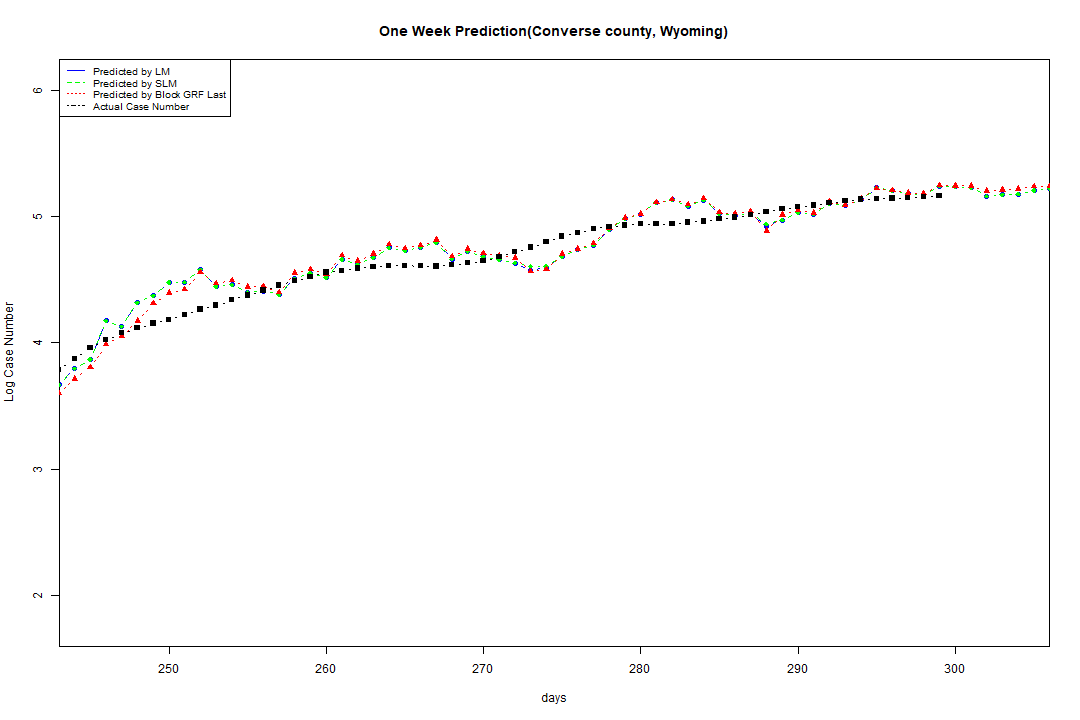 One Week Prediction(Converse county, Wyoming)
Predicted by LM
Predicted by SLM
Predicted by Block GRF Last
Actual Case Number
6
5
4
3
2
Log Case Number
250 260 270 280 290 300
days